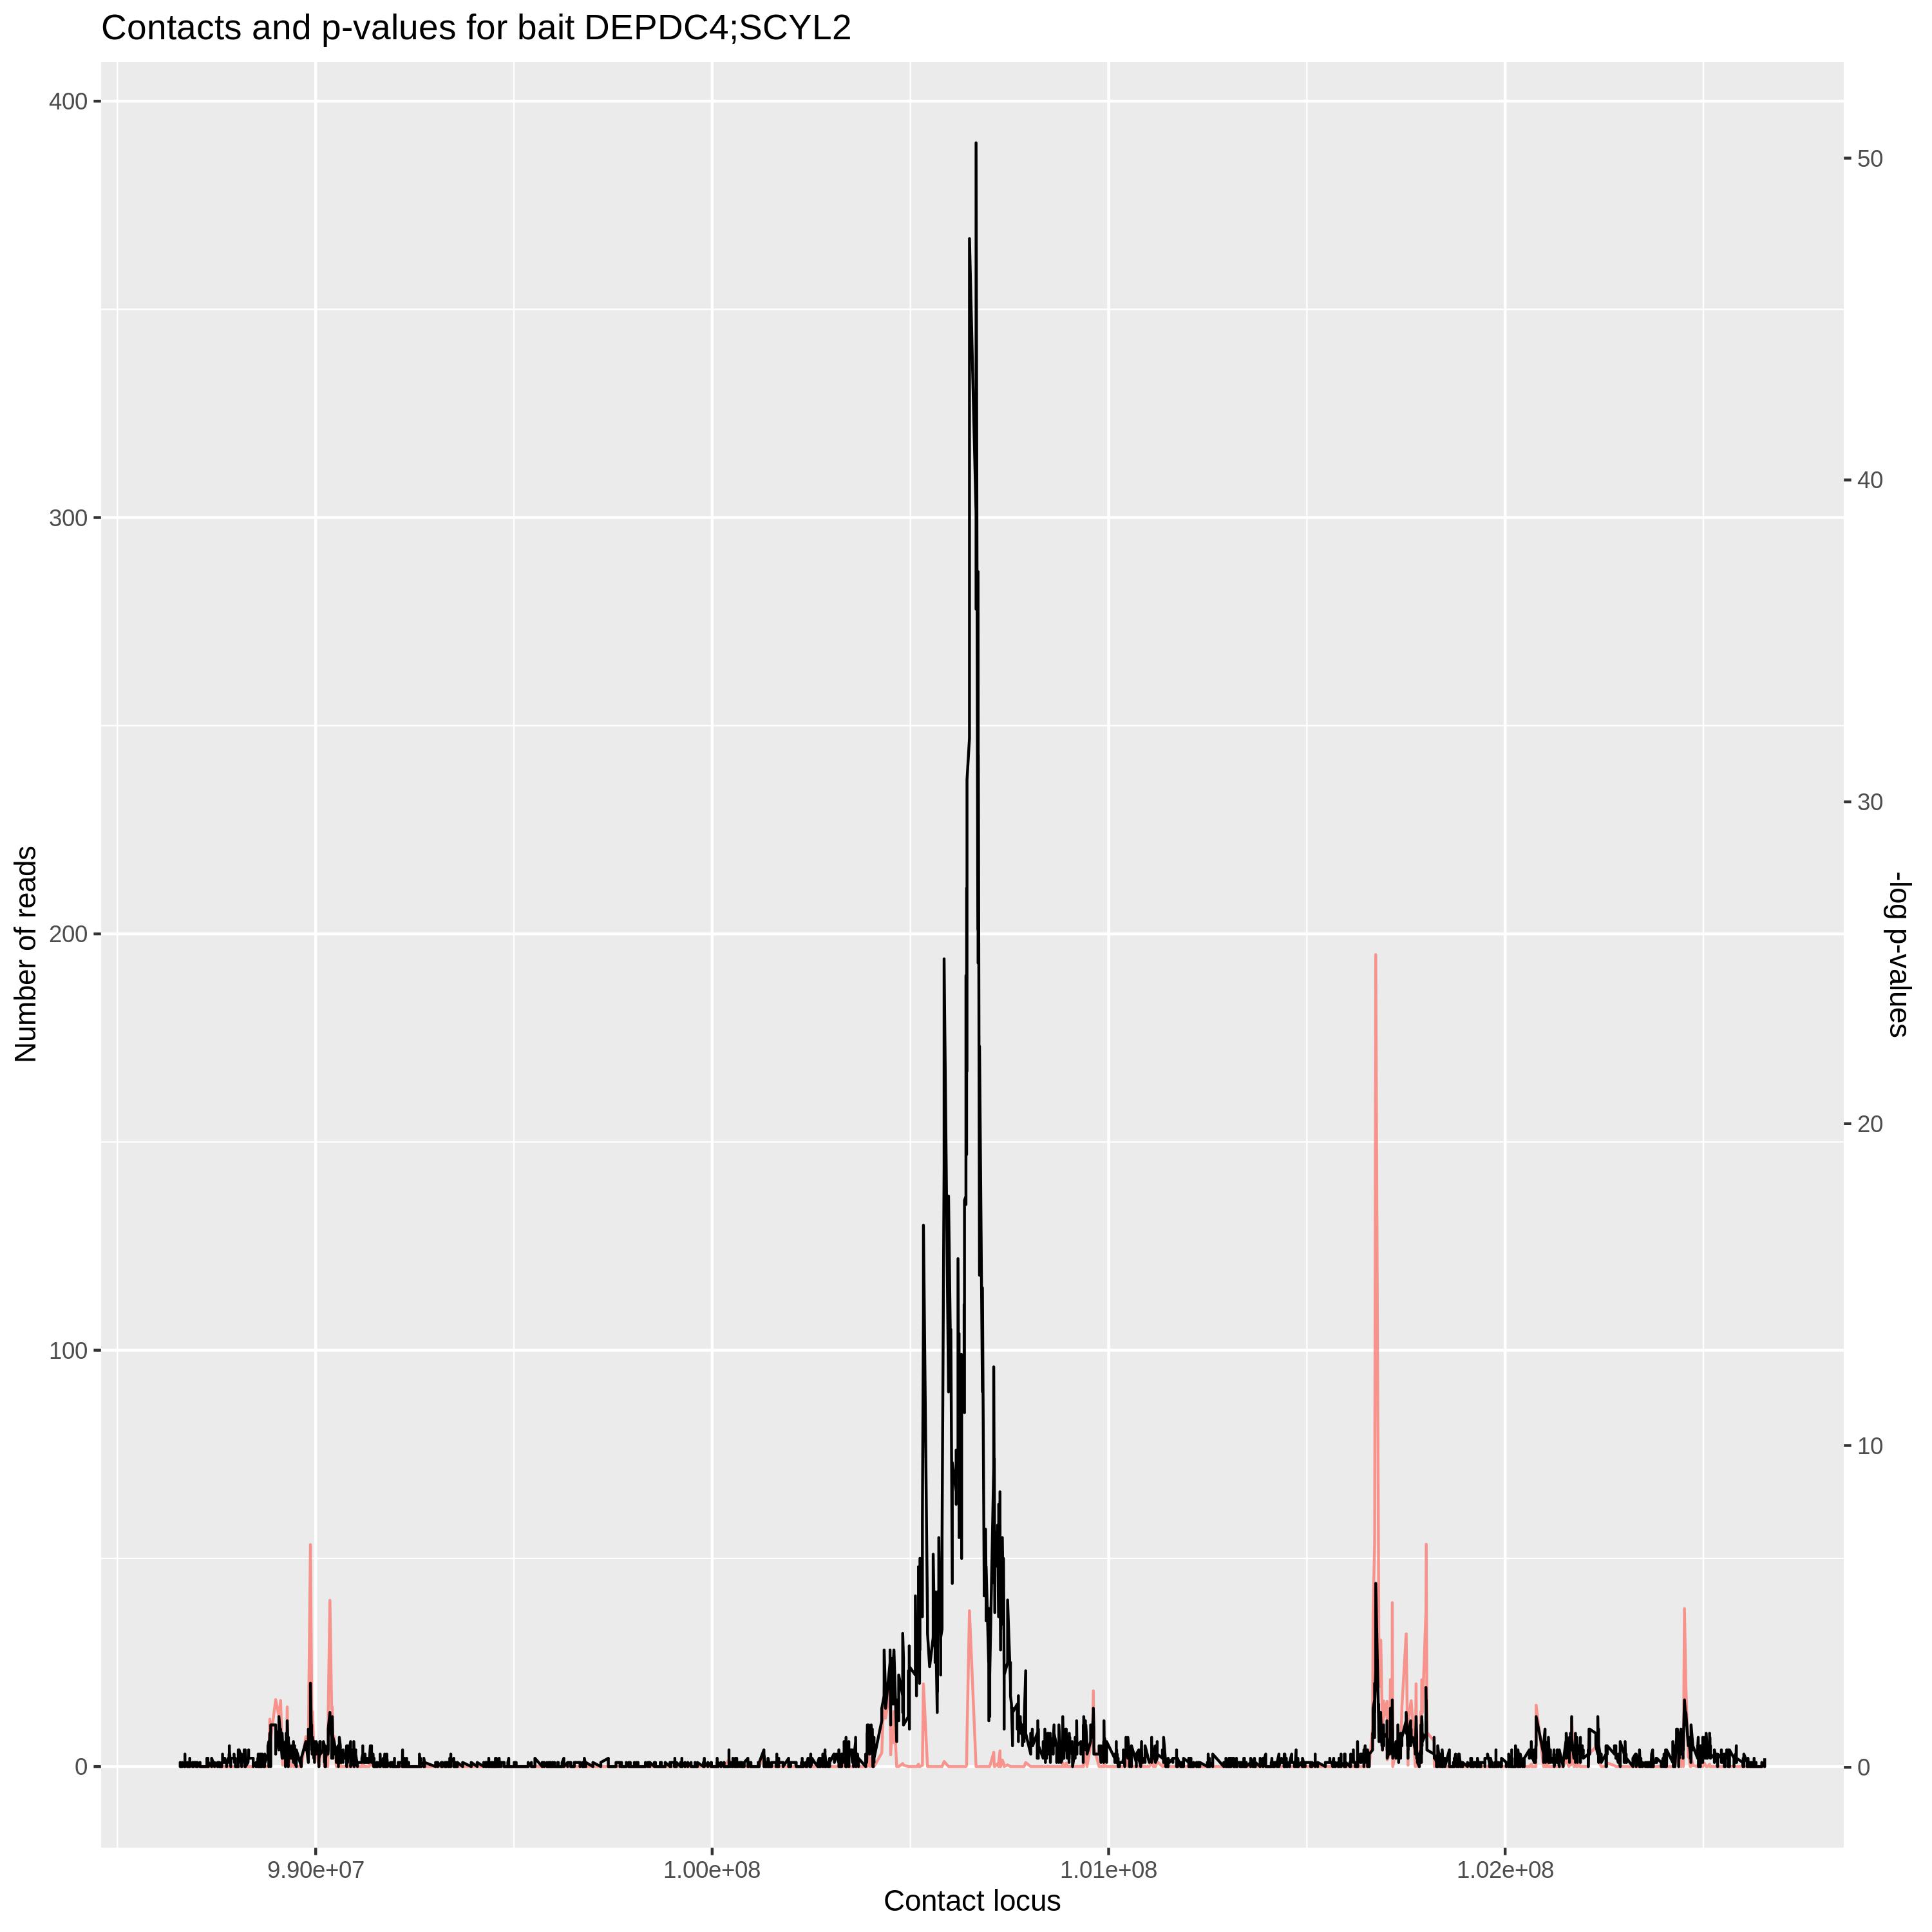 Contacts and p-values for bait DEPDC4;SCYL2
400
300
200
100
0
Number of reads
50
40
30
20
10
0
-log p-values
9.90e+07
1.00e+08
1.01e+08
1.02e+08
Contact locus